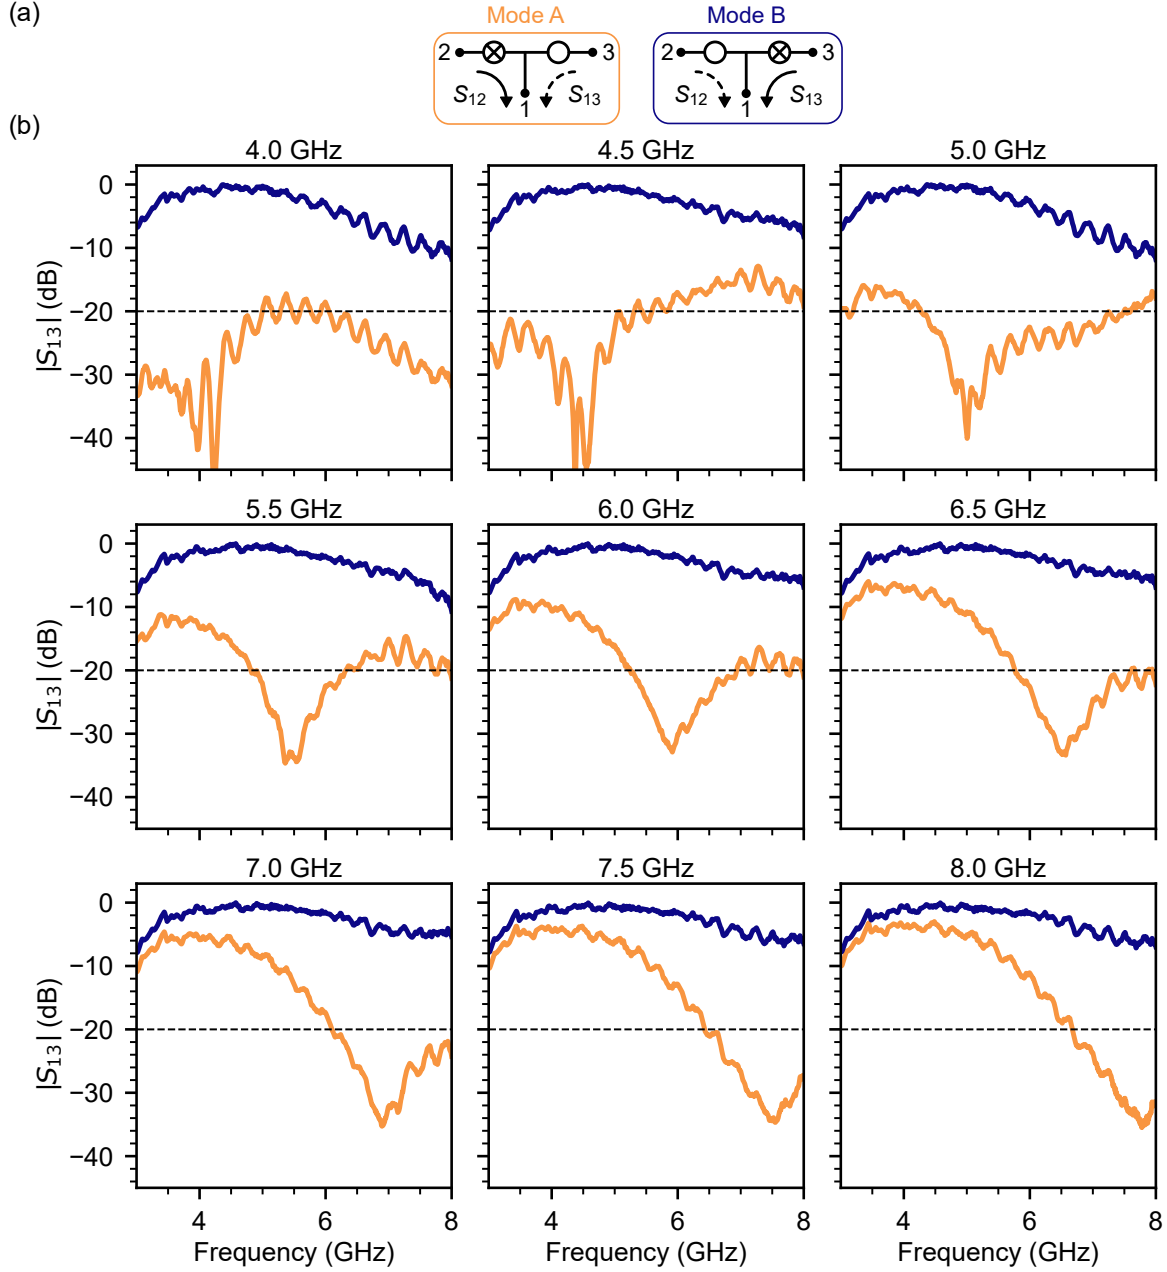 (a)
Mode A
Mode B
2
3
S12
1
S13
2
3
S12
1
S13
(b)
4.0 GHz
4.5 GHz
5.0 GHz
|S13| (dB)
0
−10
−20
−30
−40
5.5 GHz
6.0 GHz
6.5 GHz
|S13| (dB)
0
−10
−20
−30
−40
7.0 GHz
7.5 GHz
8.0 GHz
|S13| (dB)
0
−10
−20
−30
−40
4 6 8
4 6 8
4 6 8
Frequency (GHz)
Frequency (GHz)
Frequency (GHz)